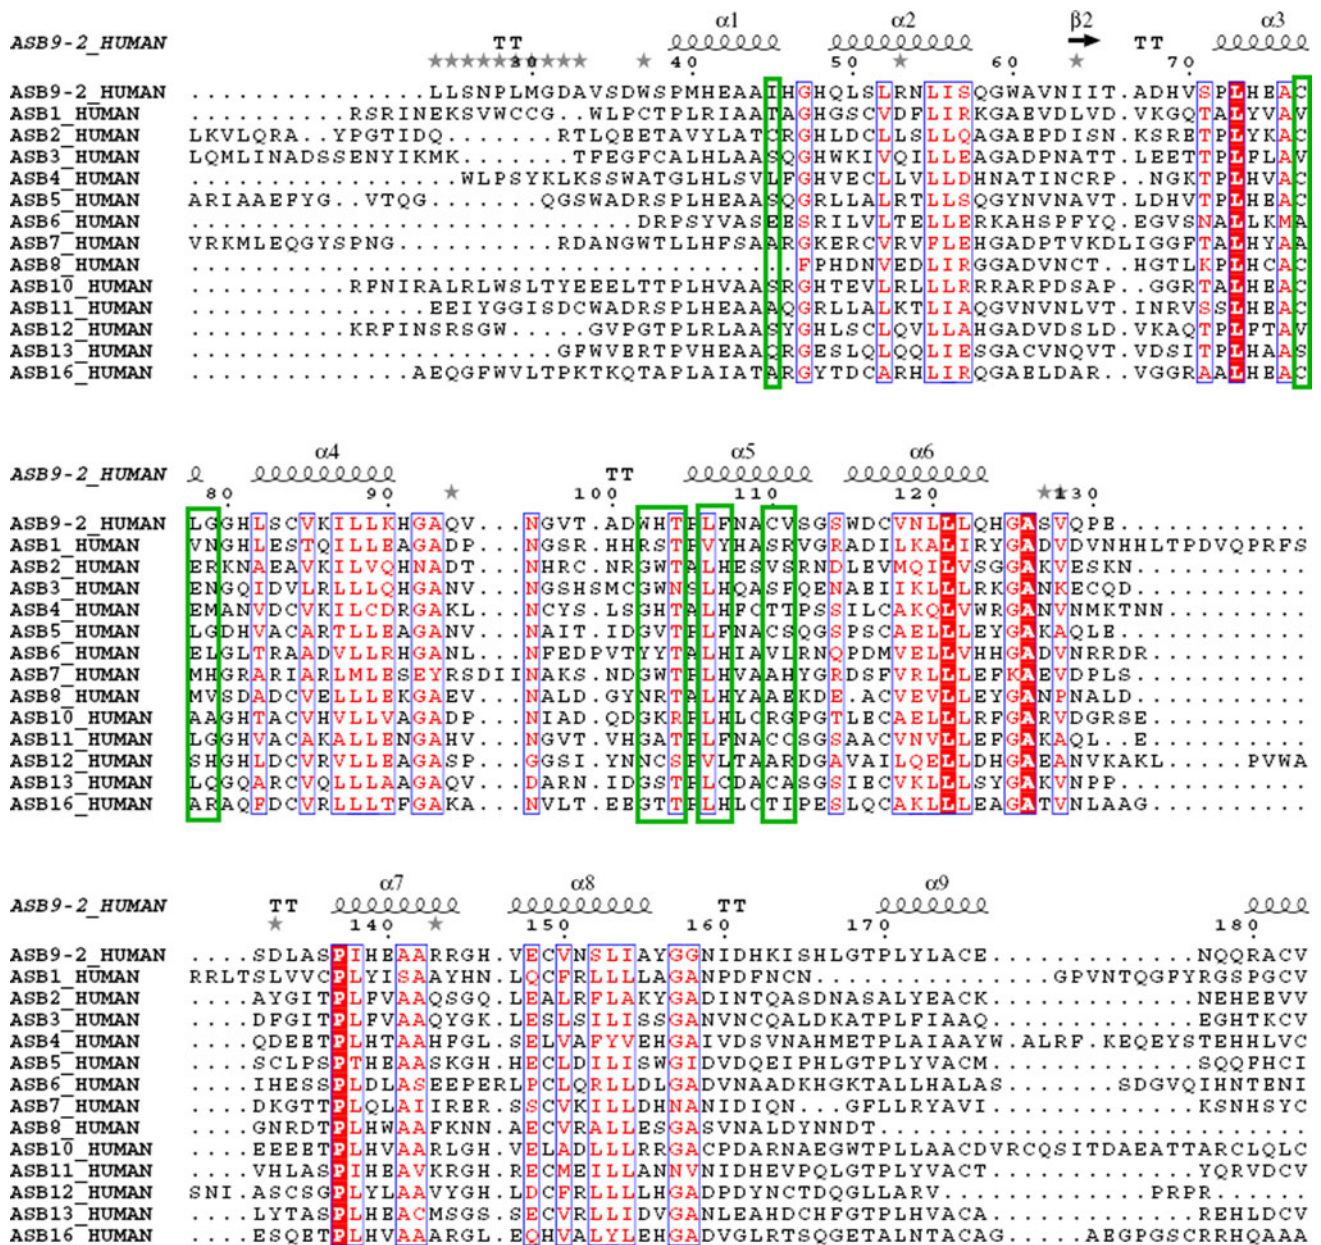 α1 α2 β2 α3
ASB9-2_HUMAN TT TT
30 40 50 60 70
ASB9-2_HUMAN ...............LLSNPLMGDAVSDWSPMHEAAIHGHQLSLRNLISQGWAVNIIT.ADHVSPLHEAC
ASB1_HUMAN ..........RSRINEKSVWCCG..WLPCTPLRIAATAGHGSCVDFLIRKGAEVDLVD.VKGQTALYVAV
ASB2_HUMAN LKVLQRA..YPGTIDQ.......RTLQEETAVYLATCRGHLDCLLSLLQAGAEPDISN.KSRETPLYKAC
ASB3_HUMAN LQMLINADSSENYIKMK.......TFEGFCALHLAASQGHWKIVQILLEAGADPNATT.LEETTPLFLAV
ASB4_HUMAN .................WLPSYKLKSSWATGLHLSVLFGHVECLLVLLDHNATINCRP..NGKTPLHVAC
ASB5_HUMAN ARIAAEFYG..VTQG.......QGSWADRSPLHEAASQGRLLALRTLLSQGYNVNAVT.LDHVTPLHEAC
ASB6_HUMAN ............................DRPSYVASEESRILVLTELLERKAHSPFYQ.EGVSNALLKMA
ASB7_HUMAN VRKMLEQGYSPNG..........RDANGWTLLHFSAARGKERCVRVFLEHGADPTVKDLIGGFTALHYAA
ASB8_HUMAN ......................................FPHDNVEDLIRGGADVNCT..HGTLKPLHCAC
ASB10_HUMAN ..........RFNIRALRLWSLTYEEELTTPLHVAASRGHTEVLRLLLRRRARPDSAP..GGRTALHEAC
ASB11_HUMAN ...............EEIYGGISDCWADRSPLHEAAAQGRLLALKTLIAQGVNVNLVT.INRVSSLHEAC
ASB12_HUMAN ..........KRFINSRSGW.....GVPGTPLRLAASYGHLSCLQVLLAHGADVDSLD.VKAQTPLFTAV
ASB13_HUMAN .......................GFWVERTPVHEAAQRGESLQLQQLIESGACVNQVT.VDSITPLHAAS
ASB16_HUMAN ..............AEQGFWVLTPKTKQTAPLAIATARGYTDCARHLIRQGAELDAR..VGGRAALHEAC
α4 α5 α6
ASB9-2_HUMAN TT
80 90 100 110 120 130
ASB9-2_HUMAN LGGHLSCVKILLKHGAQV...NGVT.ADWHTPLFNACVSGSWDCVNLLLQHGASVQPE............
ASB1_HUMAN VNGHLESTQILLEAGADP...NGSR.HHRSTPVYHASRVGRADILKALIRYGADVDVNHHLTPDVQPRFS
ASB2_HUMAN ERKNAEAVKILVQHNADT...NHRC.NRGWTALHESVSRNDLEVMQILVSGGAKVESKN...........
ASB3_HUMAN ENGQIDVLRLLLQHGANV...NGSHSMCGWNSLHQASFQENAEIIKLLLRKGANKECQD...........
ASB4_HUMAN EMANVDCVKILCDRGAKL...NCYS.LSGHTALHFCTTPSSILCAKQLVWRGANVNMKTNN.........
ASB5_HUMAN LGDHVACARTLLEAGANV...NAIT.IDGVTPLFNACSQGSPSCAELLLEYGAKAQLE............
ASB6_HUMAN ELGLTRAADVLLRHGANL...NFEDPVTYYTALHIAVLRNQPDMVELLVHHGADVNRRDR..........
ASB7_HUMAN MHGRARIARLMLESEYRSDIINAKS.NDGWTPLHVAAHYGRDSFVRLLLEFKAEVDPLS...........
ASB8_HUMAN MVSDADCVELLLEKGAEV...NALD.GYNRTALHYAAEKDE.ACVEVLLEYGANPNALD...........
ASB10_HUMAN AAGHTACVHVLLVAGADP...NIAD.QDGKRPLHLCRGPGTLECAELLLRFGARVDGRSE..........
ASB11_HUMAN LGGHVACAKALLENGAHV...NGVT.VHGATPLFNACCSGSAACVNVLLEFGAKAQL..E..........
ASB12_HUMAN SHGHLDCVRVLLEAGASP...GGSI.YNNCSPVLTAARDGAVAILQELLDHGAEANVKAKL.....PVWA
ASB13_HUMAN LQGQARCVQLLLAAGAQV...DARN.IDGSTPLCDACASGSIECVKLLLSYGAKVNPP............
ASB16_HUMAN ARAQFDCVRLLLTFGAKA...NVLT.EEGTTPLHLCTIPESLQCAKLLLEAGATVNLAAG..........
α7 α8 α9
ASB9-2_HUMAN TT TT
140 150 160 170 180
ASB9-2_HUMAN ....SDLASPIHEAARRGH.VECVNSLIAYGGNIDHKISHLGTPLYLACE.............NQQRACV
ASB1_HUMAN RRLTSLVVCPLYISAAYHN.LQCFRLLLLAGANPDFNCN...............GPVNTQGFYRGSPGCV
ASB2_HUMAN ....AYGITPLFVAAQSGQ.LEALRFLAKYGADINTQASDNASALYEACK.............NEHEEVV
ASB3_HUMAN ....DFGITPLFVAAQYGK.LESLSILISSGANVNCQALDKATPLFIAAQ.............EGHTKCV
ASB4_HUMAN ....QDEETPLHTAAHFGL.SELVAFYVEHGAIVDSVNAHMETPLAIAAYW.ALRF.KEQEYSTEHHLVC
ASB5_HUMAN ....SCLPSPTHEAASKGH.HECLDILISWGIDVDQEIPHLGTPLYVACM.............SQQFHCI
ASB6_HUMAN ....IHESSPLDLASEEPERLPCLQRLLDLGADVNAADKHGKTALLHALAS........SDGVQIHNTENI
ASB7_HUMAN ....DKGTTPLQLAIIRER.SSCVKILLDHNANIDIQN...GFLLRYAVI.............KSNHSYC
ASB8_HUMAN ....GNRDTPLHWAAFKNN.AECVRALLESGASVNALDYNNDT...........................
ASB10_HUMAN ....EEEETPLHVAARLGH.VELADLLLRRGACPDARNAEGWTPLLAACDVRCQSITDAEATTARCLQLC
ASB11_HUMAN ....VHLASPIHEAVKRGH.RECMEILLANNVNIDHEVPQLGTPLYVACT.............YQRVDCV
ASB12_HUMAN SNI.ASCSGPLYLAAVYGH.LDCFRLLLLHGADPDYNCTDQGLLARV.............PRPR......
ASB13_HUMAN ....LYTASPLHEACMSGS.SECVRLLIDVGANLEAHDCHFGTPLHVACA.............REHLDCV
ASB16_HUMAN ....ESQETPLHVAAARGL.EQHVALYLEHGADVGLRTSQGETALNTACAG......AEGPGSCRRHQAAA